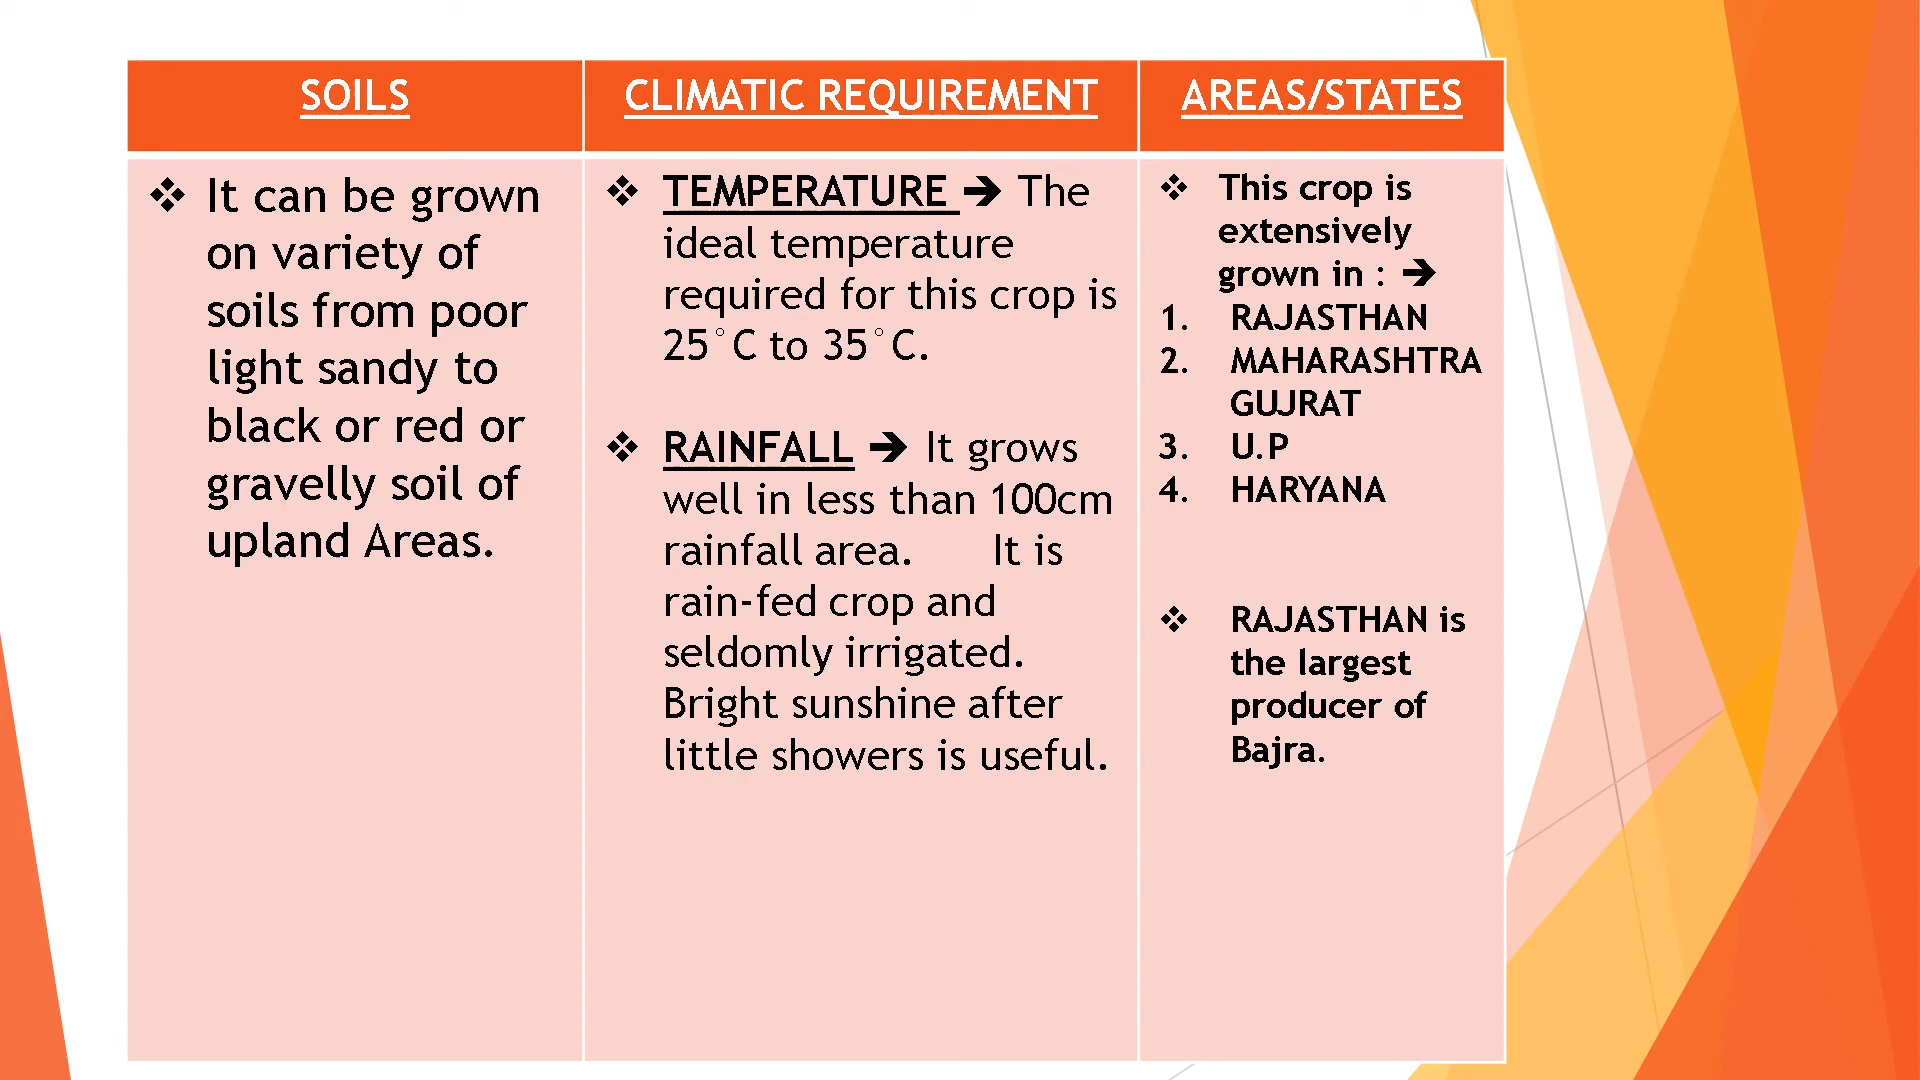 SOILS
❖ It can be grown
on variety of
soils from poor
light sandy to
black or red or
gravelly soil of
upland Areas.
CLIMATIC REQUIREMENT
❖ TEMPERATURE ➔ The
ideal temperature
required for this crop is
25°C to 35°C.
❖ RAINFALL ➔ It grows
well in less than 100cm
rainfall area. It is
rain-fed crop and
seldomly irrigated.
Bright sunshine after
little showers is useful.
AREAS/STATES
❖ This crop is
extensively
grown in : ➔
1. RAJASTHAN
2. MAHARASHTRA
GUJRAT
3. U.P
4. HARYANA
❖ RAJASTHAN is
the largest
producer of
Bajra.